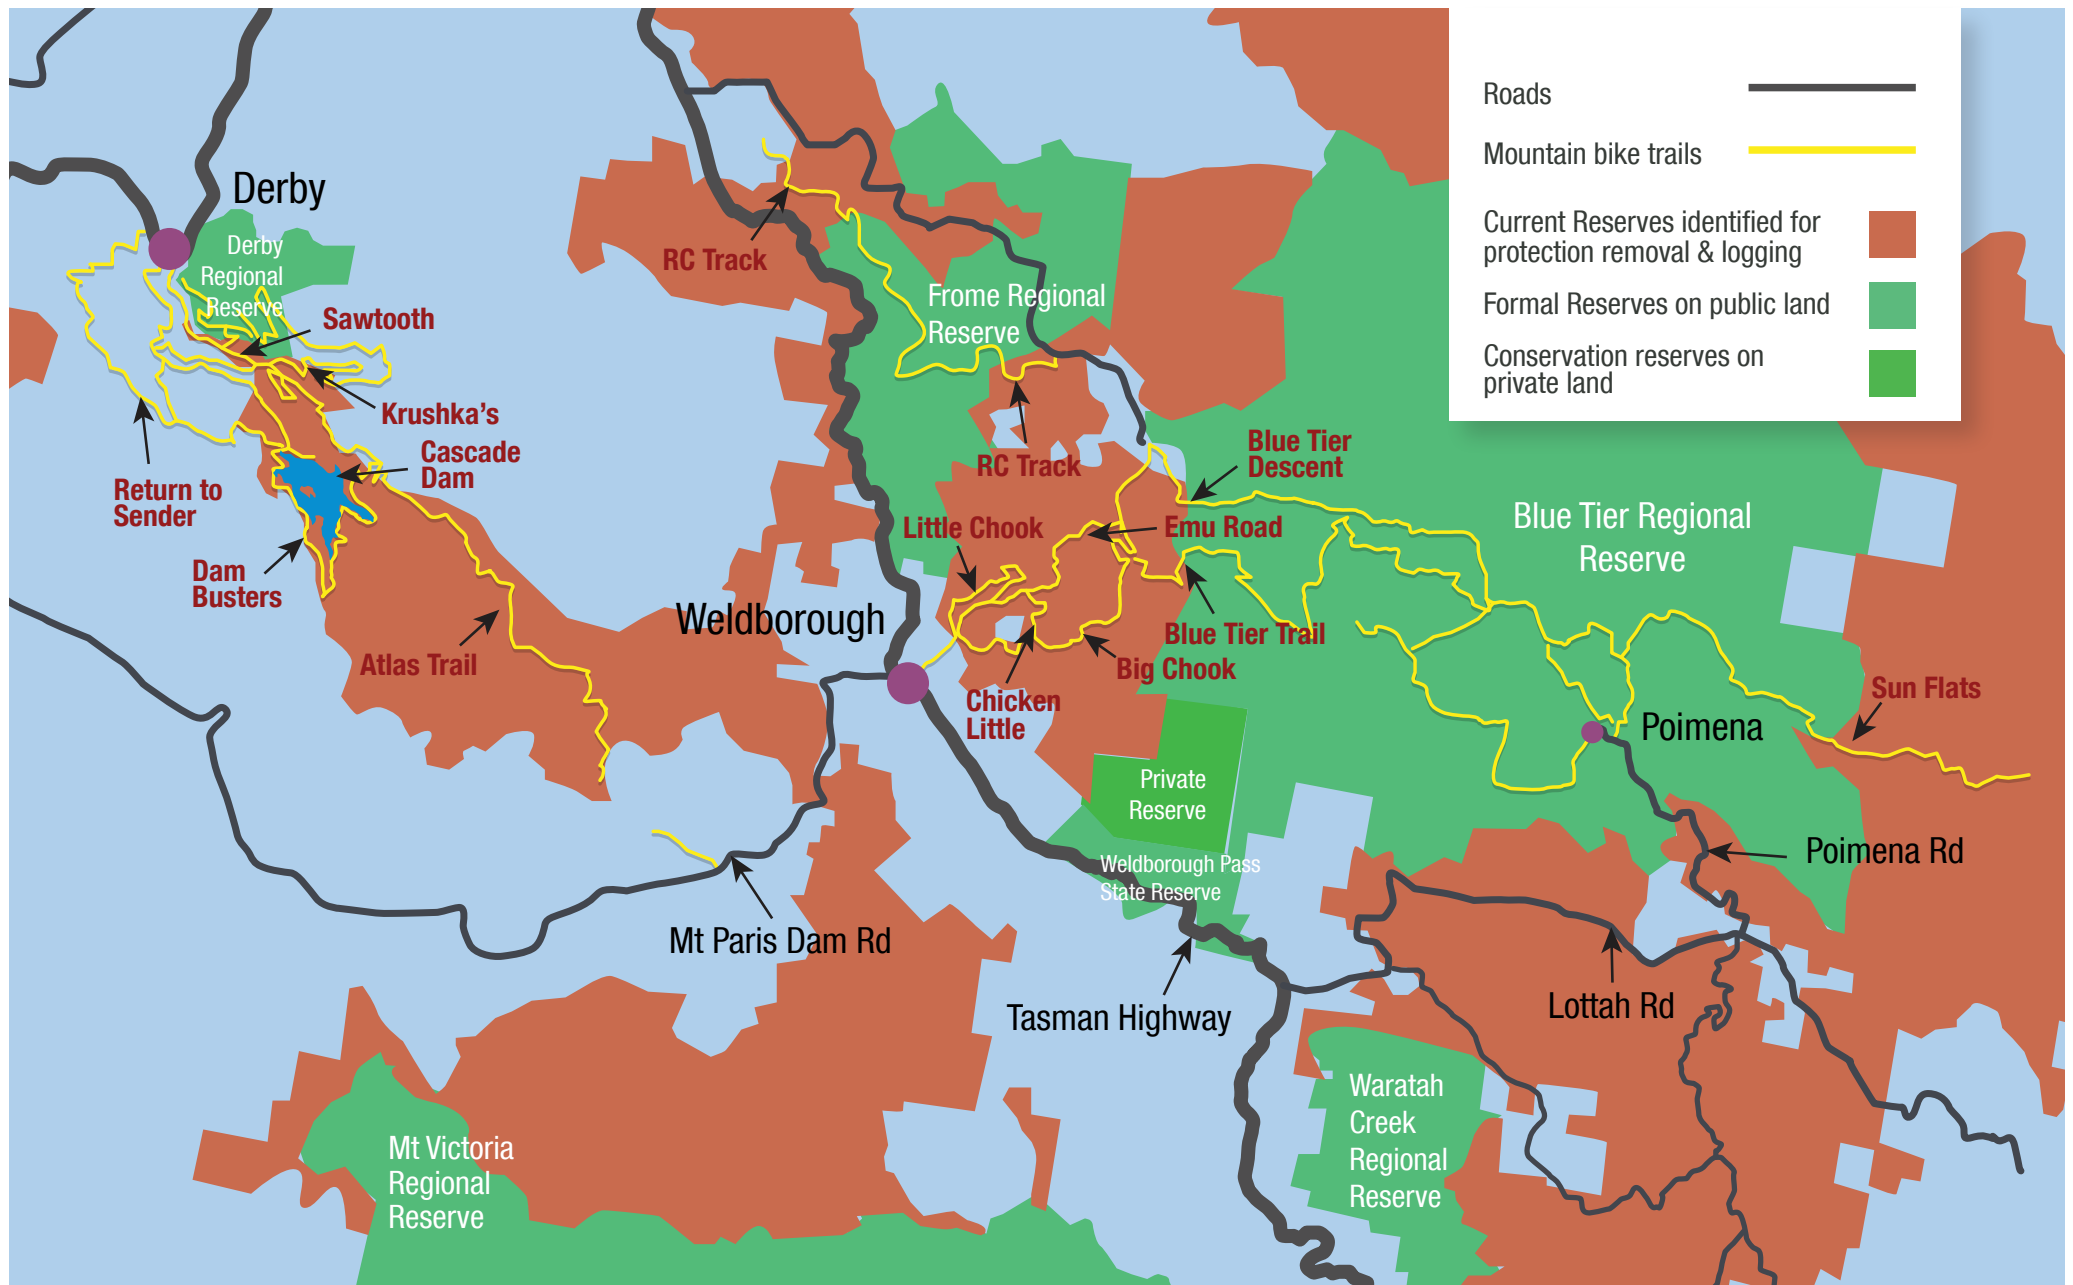 Roads
Mountain bike trails
Current Reserves identified for
protection removal & logging
Formal Reserves on public land
Conservation reserves on
private land
Derby
Derby
Regional
Reserve
Sawtooth
Krushka's
Cascade
Dam
Return to
Sender
Dam
Busters
Atlas Trail
RC Track
Frome Regional
Reserve
RC Track
Blue Tier
Descent
Little Chook
Emu Road
Blue Tier Regional
Reserve
Weldborough
Blue Tier Trail
Big Chook
Chicken
Little
Sun Flats
Poimena
Private
Reserve
Poimena Rd
Weldborough Pass
State Reserve
Mt Paris Dam Rd
Tasman Highway
Lottah Rd
Waratah
Creek
Regional
Reserve
Mt Victoria
Regional
Reserve